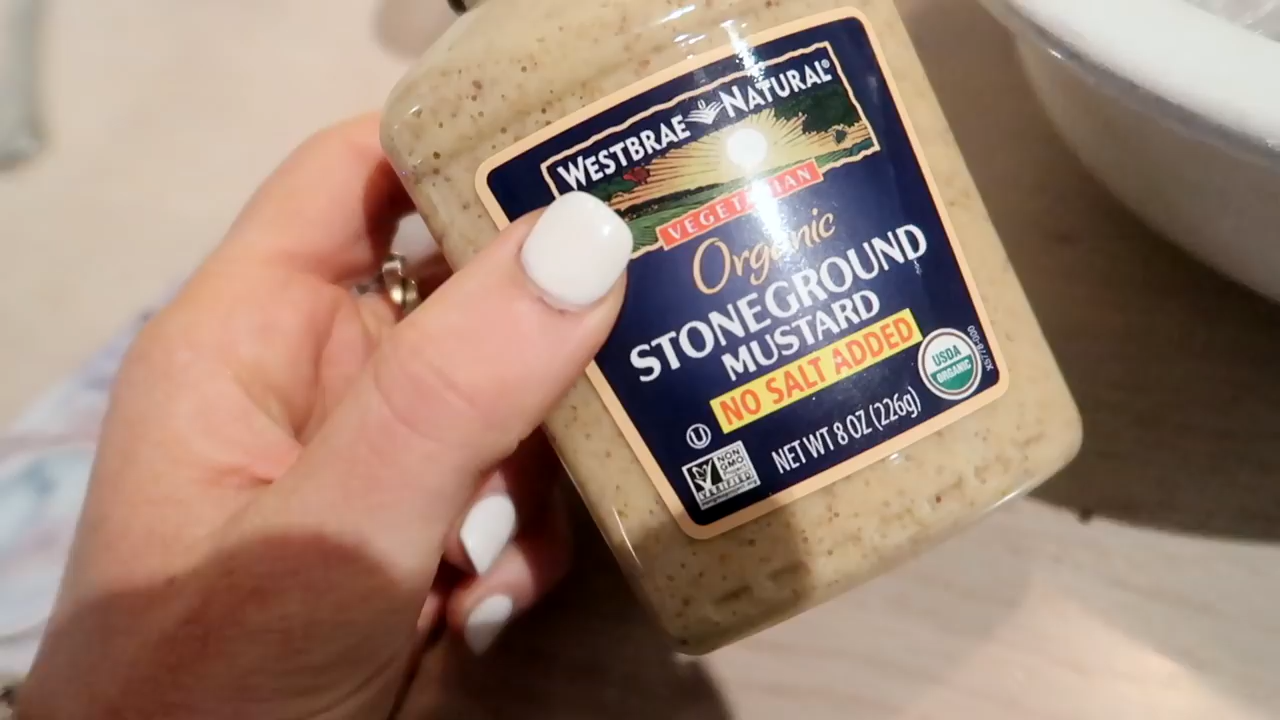 WESTBRAE NATURAL®
VEGETARIAN
Organic
STONEGROUND
MUSTARD
NO SALT ADDED
USDA
ORGANIC
U
NET WT 8 OZ (226g)
NON
GMO
Project
VERIFIED